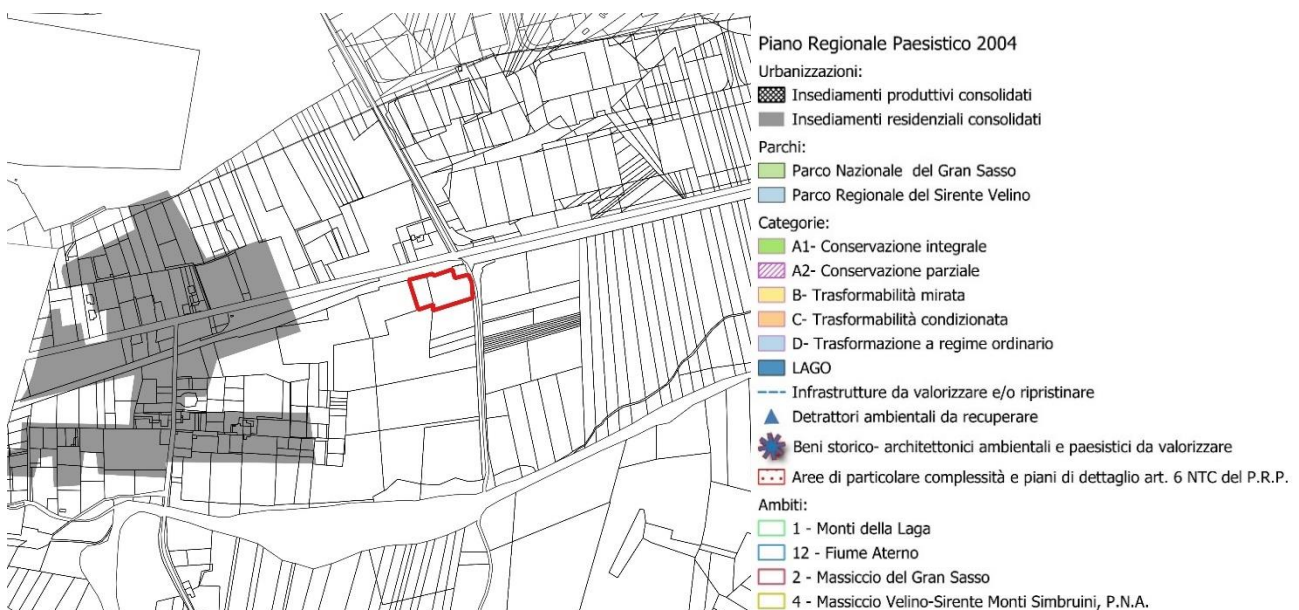 Piano Regionale Paesistico 2004
Urbanizzazioni:
Insediamenti produttivi consolidati
Insediamenti residenziali consolidati
Parchi:
Parco Nazionale del Gran Sasso
Parco Regionale del Sirente Velino
Categorie:
A1- Conservazione integrale
A2- Conservazione parziale
B- Trasformabilità mirata
C- Trasformabilità condizionata
D- Trasformazione a regime ordinario
LAGO
Infrastrutture da valorizzare e/o ripristinare
Detrattori ambientali da recuperare
Beni storico- architettonici ambientali e paesistici da valorizzare
Aree di particolare complessità e piani di dettaglio art. 6 NTC del P.R.P.
Ambiti:
1 - Monti della Laga
12 - Fiume Aterno
2 - Massiccio del Gran Sasso
4 - Massiccio Velino-Sirente Monti Simbruini, P.N.A.